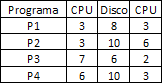 Programa CPU Disco CPU
P1 3 8 3
P2 3 10 6
P3 7 6 2
P4 6 10 3